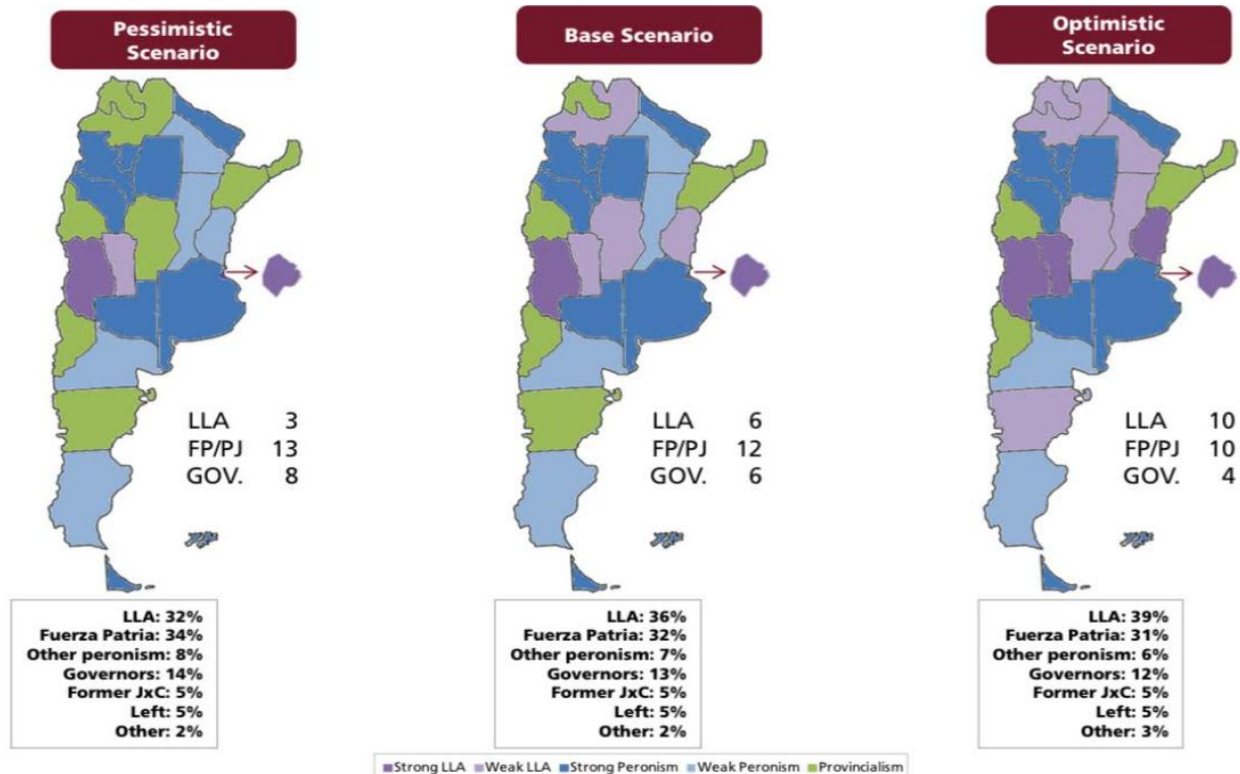 Pessimistic
Scenario
LLA 3
FP/PJ 13
GOV. 8
LLA: 32%
Fuerza Patria: 34%
Other peronism: 8%
Governors: 14%
Former JxC: 5%
Left: 5%
Other: 2%
Base Scenario
LLA 6
FP/PJ 12
GOV. 6
LLA: 36%
Fuerza Patria: 32%
Other peronism: 7%
Governors: 13%
Former JxC: 5%
Left: 5%
Other: 2%
Optimistic
Scenario
LLA 10
FP/PJ 10
GOV. 4
LLA: 39%
Fuerza Patria: 31%
Other peronism: 6%
Governors: 12%
Former JxC: 5%
Left: 5%
Other: 3%
Strong LLA Weak LLA Strong Peronism Weak Peronism Provincialism